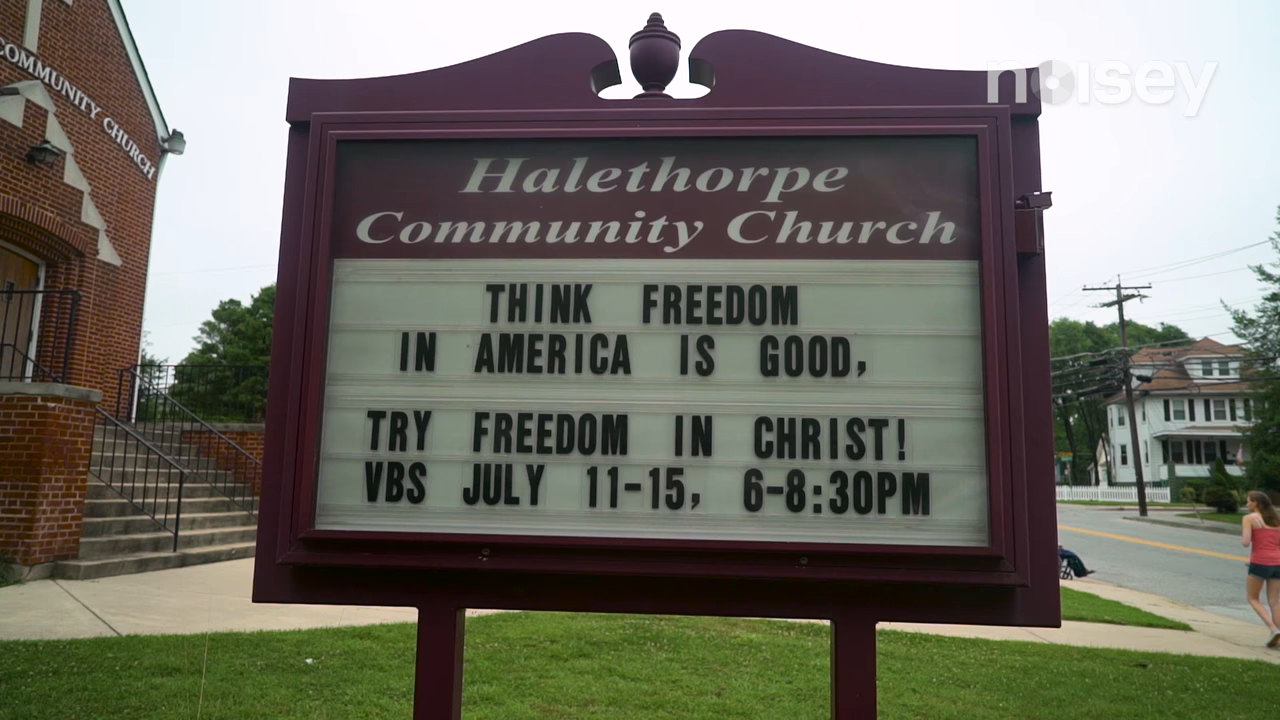 COMMUNITY CHURCH
noisey
Halethorpe
Community Church
THINK FREEDOM
IN AMERICA IS GOOD,
TRY FREEDOM IN CHRIST!
VBS JULY 11-15, 6-8:30PM